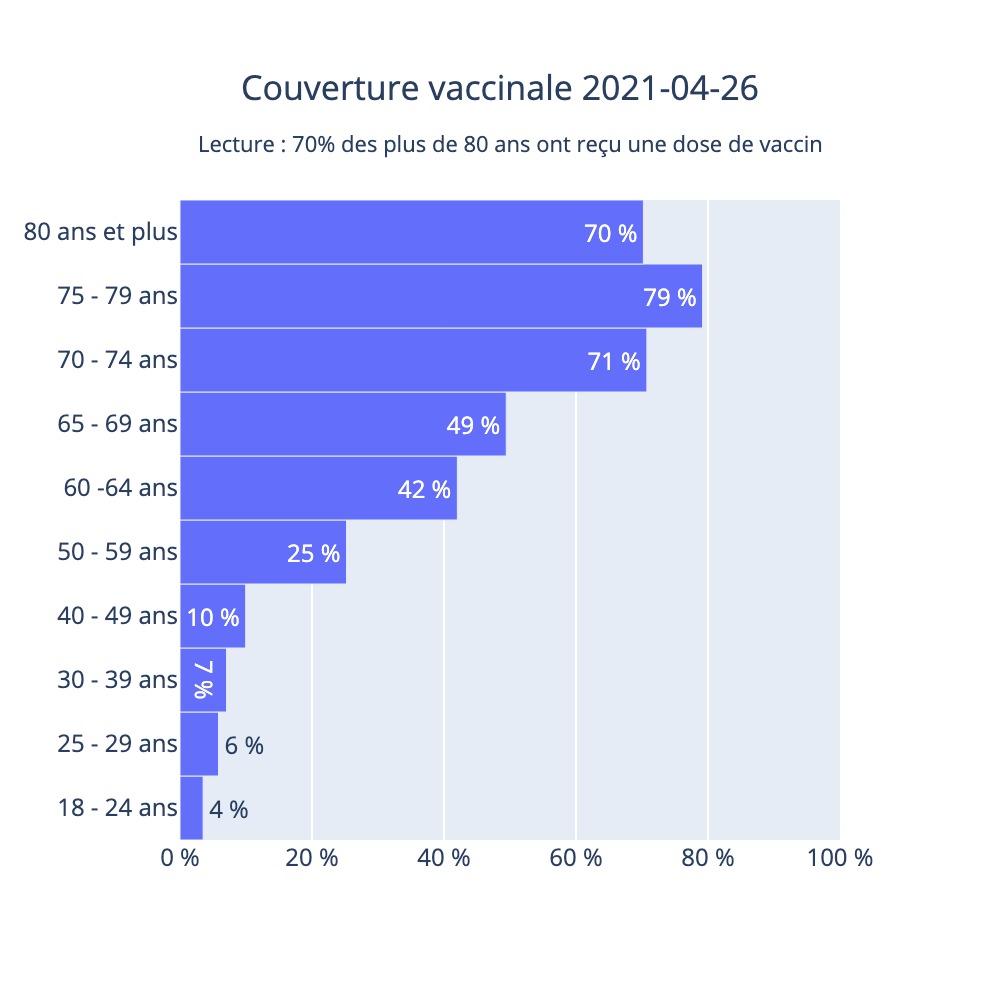 Couverture vaccinale 2021-04-26
Lecture : 70% des plus de 80 ans ont reçu une dose de vaccin
80 ans et plus 70 %
75 - 79 ans 79 %
70 - 74 ans 71 %
65 - 69 ans 49 %
60 -64 ans 42 %
50 - 59 ans 25 %
40 - 49 ans 10 %
30 - 39 ans 7 %
25 - 29 ans 6 %
18 - 24 ans 4 %
0 % 20 % 40 % 60 % 80 % 100 %